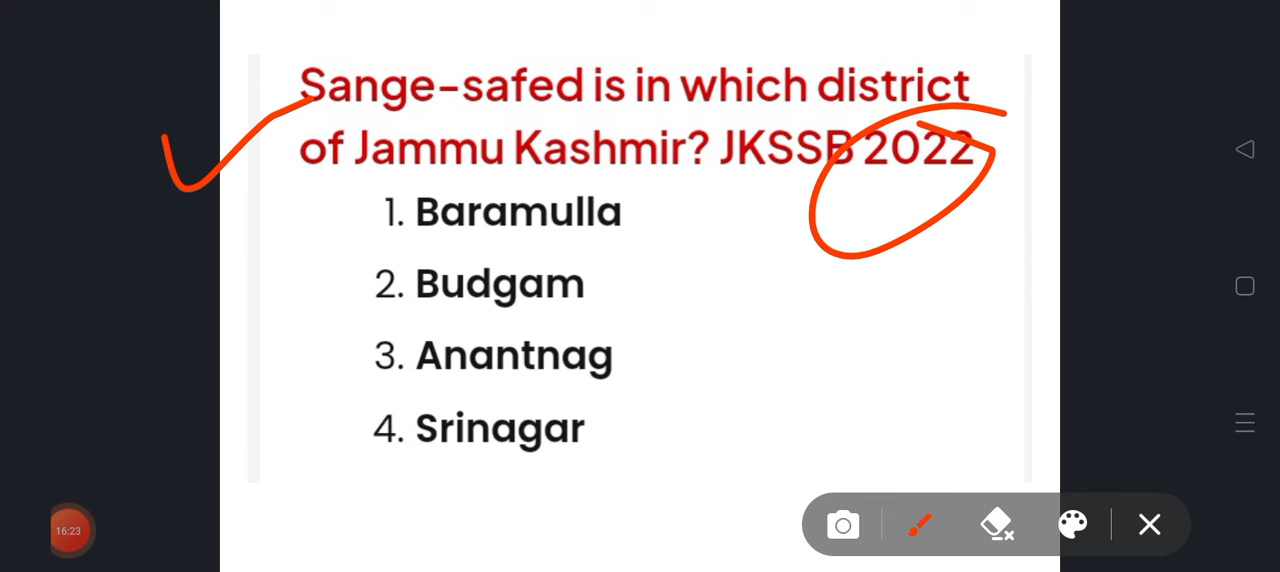 Sange-safed is in which district
of Jammu Kashmir? JKSSB 2022
1. Baramulla
2. Budgam
3. Anantnag
4. Srinagar
16:23